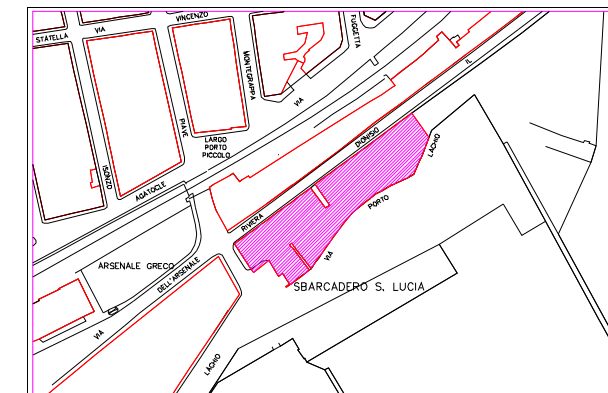 STATELLA
VIA
VINCENZO
FUGGETTA
MONTEGRAPPA
VIA
IL
PIAVE
LARGO
PORTO
PICCOLO
DIONISIO
LACHIO
ISONZO
AGATOCLE
RIVIERA
PORTO
VIA
ARSENALE GRECO
DELL'ARSENALE
SBARCADERO S. LUCIA
VIA
LACHIO